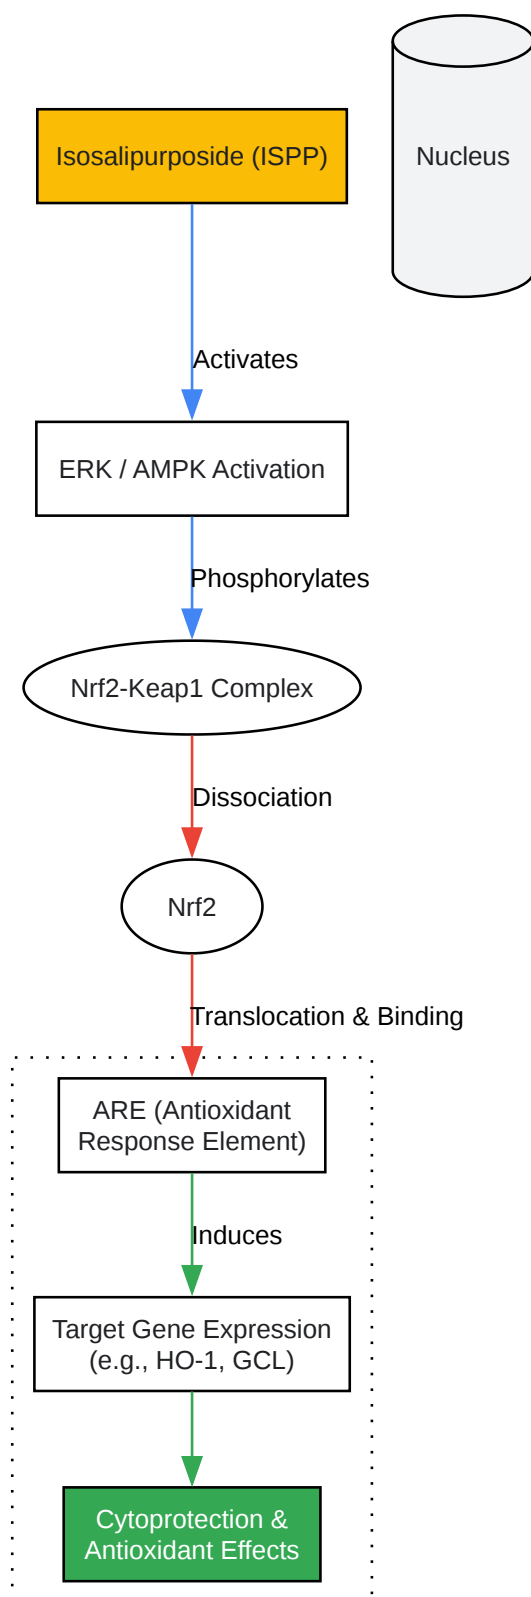 Isosalipurposide (ISPP)
Nucleus
Activates
ERK / AMPK Activation
Phosphorylates
Nrf2-Keap1 Complex
Dissociation
Nrf2
Translocation & Binding
ARE (Antioxidant
Response Element)
Induces
Target Gene Expression
(e.g., HO-1, GCL)
Cytoprotection &
Antioxidant Effects